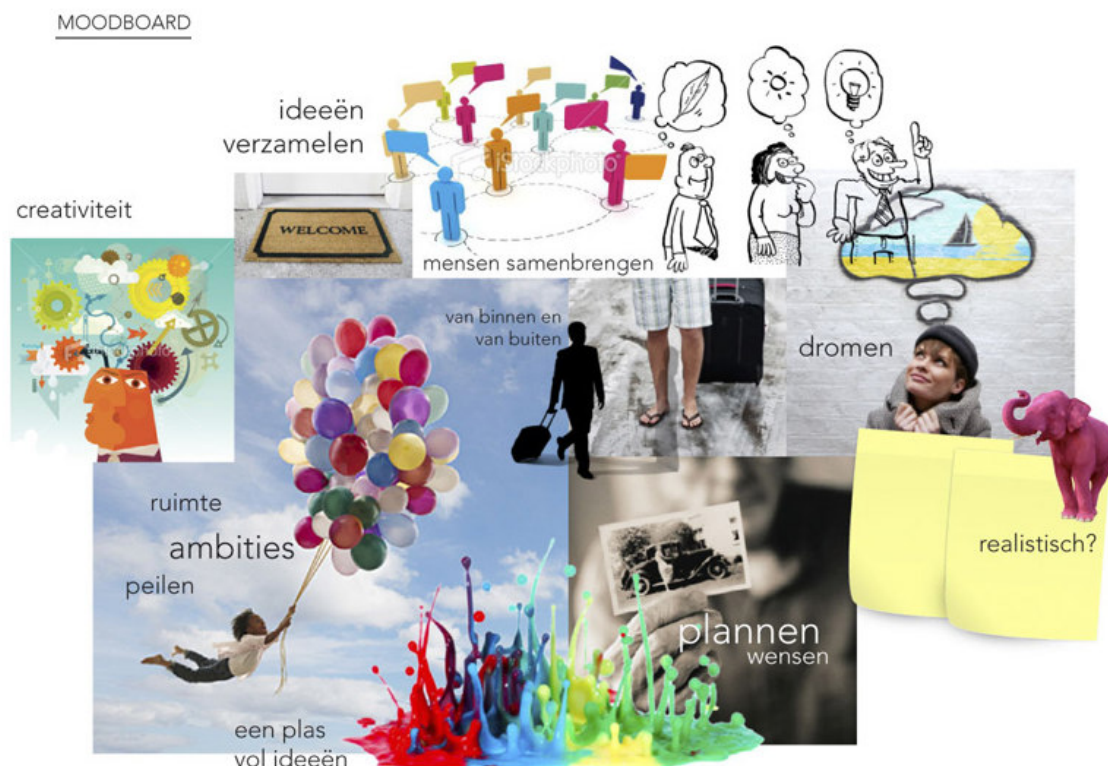 MOODBOARD
ideeën
verzamelen
iStockphoto
creativiteit
WELCOME
mensen samenbrengen
van binnen en
van buiten
dromen
ruimte
ambities
peilen
realistisch?
plannen
wensen
een plas
vol ideeën